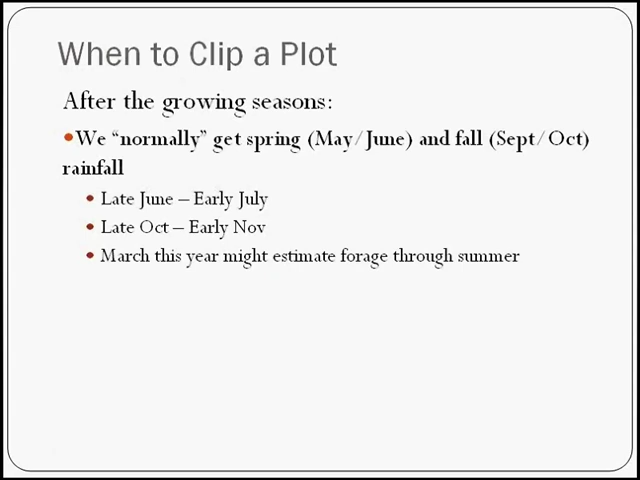 When to Clip a Plot
After the growing seasons:
We “normally” get spring (May/June) and fall (Sept/Oct)
rainfall
Late June – Early July
Late Oct – Early Nov
March this year might estimate forage through summer